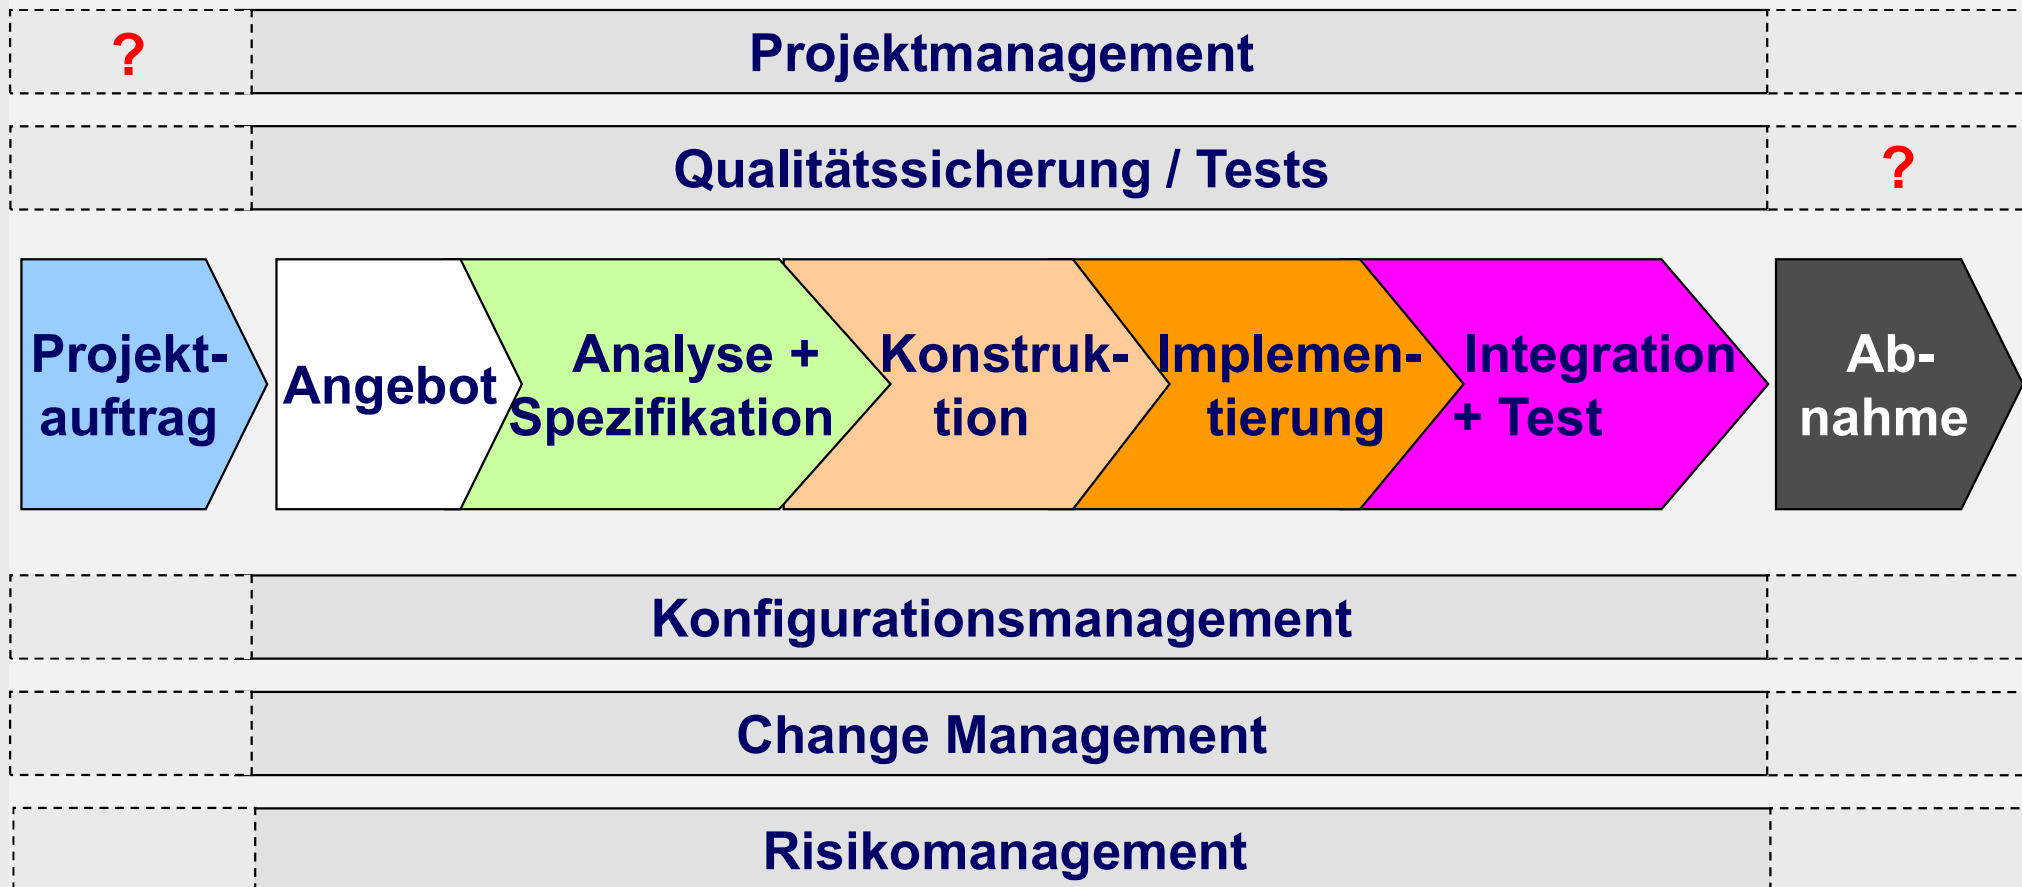 ?
Projektmanagement
Qualitätssicherung / Tests
?
Projekt-
auftrag
Angebot
Analyse +
Spezifikation
Konstruk-
tion
Implemen-
tierung
Integration
+ Test
Ab-
nahme
Konfigurationsmanagement
Change Management
Risikomanagement